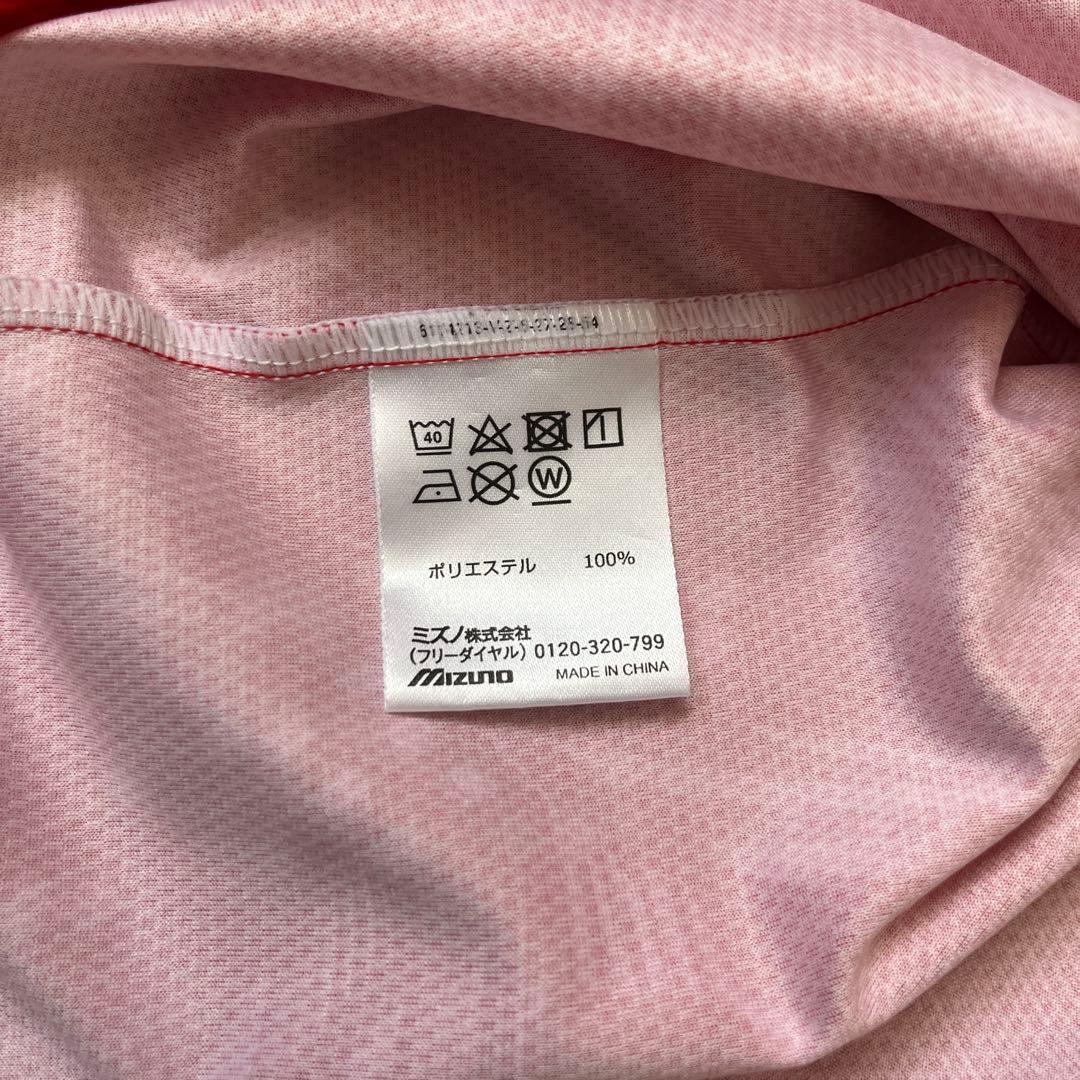 40
W
ポリエステル 100%
ミズノ株式会社
(フリーダイヤル) 0120-320-799
MIZUNO MADE IN CHINA